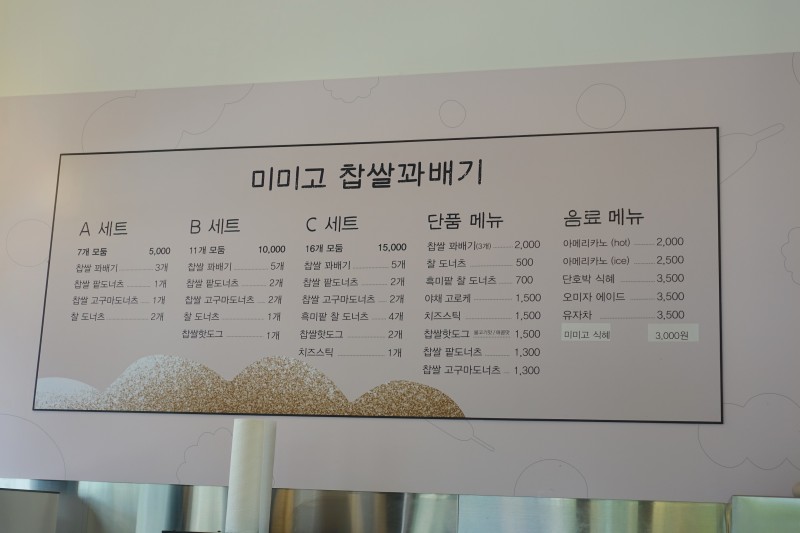 미미고 찹쌀꽈배기
A 세트
7개 모둠 5,000
찹쌀 꽈배기 3개
찹쌀 팥도너츠 1개
찹쌀 고구마도너츠 1개
찰 도너츠 2개
B 세트
11개 모둠 10,000
찹쌀 꽈배기 5개
찹쌀 팥도너츠 2개
찹쌀 고구마도너츠 2개
찰 도너츠 1개
찹쌀핫도그 1개
C 세트
16개 모둠 15,000
찹쌀 꽈배기 5개
찹쌀 팥도너츠 2개
찹쌀 고구마도너츠 2개
흑미팥 찰 도너츠 4개
찹쌀핫도그 2개
치즈스틱 1개
단품 메뉴
찹쌀 꽈배기(3개) 2,000
찰 도너츠 500
흑미팥 찰 도너츠 700
야채 고로케 1,500
치즈스틱 1,500
찹쌀핫도그 1,500
찹쌀 팥도너츠 1,300
찹쌀 고구마도너츠 1,300
음료 메뉴
아메리카노 (hot) 2,000
아메리카노 (ice) 2,500
단호박 식혜 3,500
오미자 에이드 3,500
유자차 3,500
미미고 식혜 3,000원